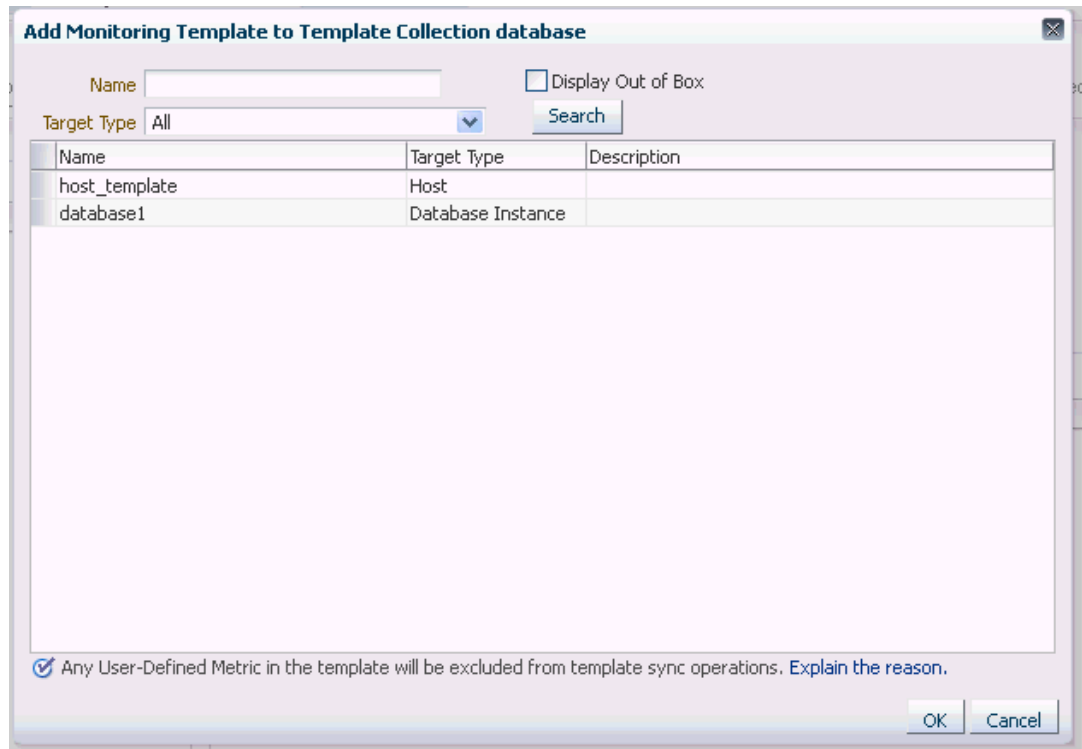 Add Monitoring Template to Template Collection database
Name
Display Out of Box
Target Type All
Search
Name Target Type Description
host_template Host
database1 Database Instance
Any User-Defined Metric in the template will be excluded from template sync operations. Explain the reason.
OK Cancel